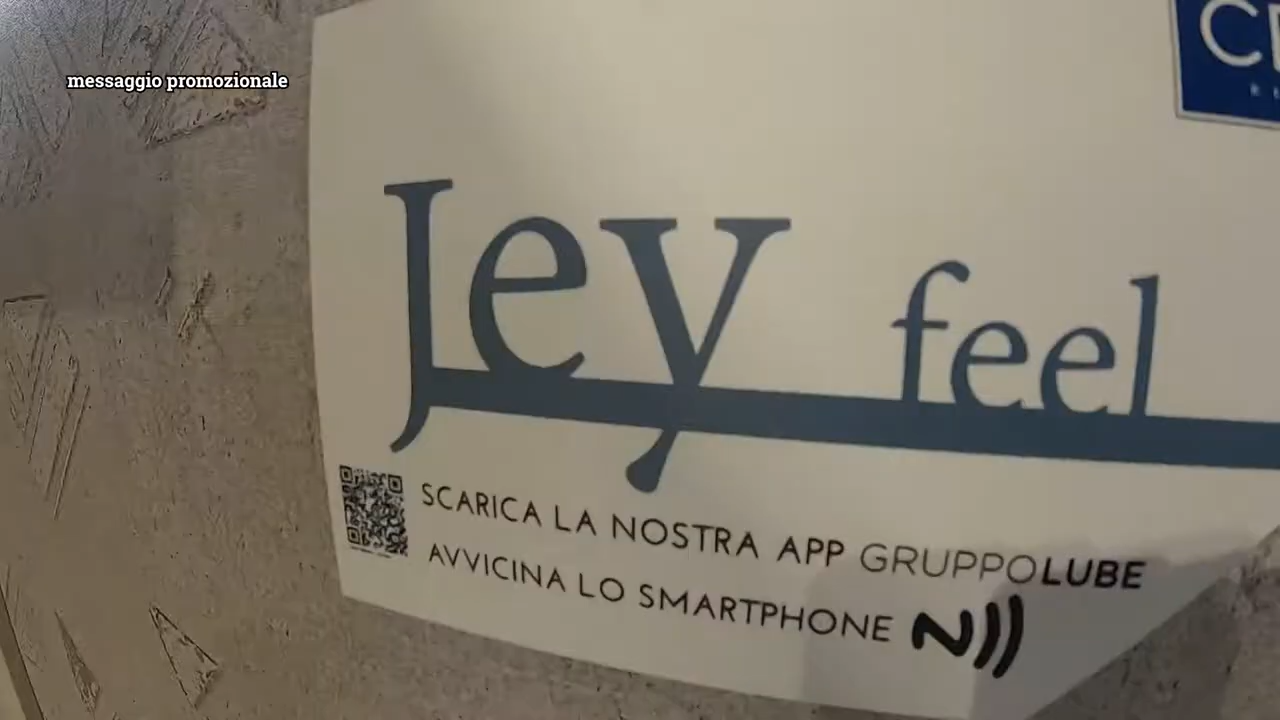 messaggio promozionale
Jey feel
SCARICA LA NOSTRA APP GRUPPOLUBE
AVVICINA LO SMARTPHONE